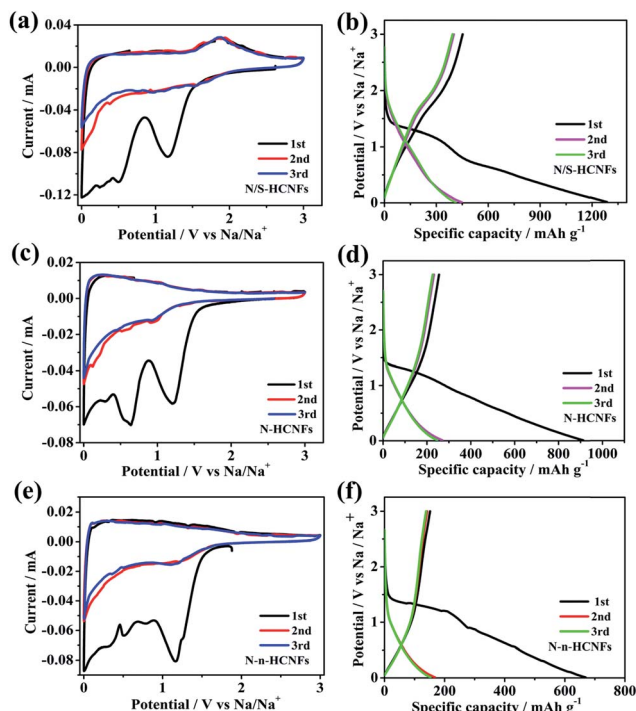 (a)
0.04
0.00
-0.04
-0.08
-0.12
Current / mA
1st
2nd
3rd
N/S-HCNFs
0 1 2 3
Potential / V vs Na/Na+
(b)
3
2
1
0
Potential / V vs Na / Na+
1st
2nd
3rd
N/S-HCNFs
0 300 600 900 1200
Specific capacity / mAh g-1
(c)
0.02
0.00
-0.02
-0.04
-0.06
-0.08
Current / mA
1st
2nd
3rd
N-HCNFs
0 1 2 3
Potential / V vs Na/Na+
(d)
3
2
1
0
Potential / V vs Na / Na+
1st
2nd
3rd
N-HCNFs
0 200 400 600 800 1000
Specific capacity / mAh g-1
(e)
0.04
0.00
-0.04
-0.08
Current / mA
1st
2nd
3rd
N-n-HCNFs
0 1 2 3
Potential / V vs Na/Na+
(f)
3
2
1
0
Potential / V vs Na / Na+
1st
2nd
3rd
N-n-HCNFs
0 200 400 600 800
Specific capacity / mAh g-1